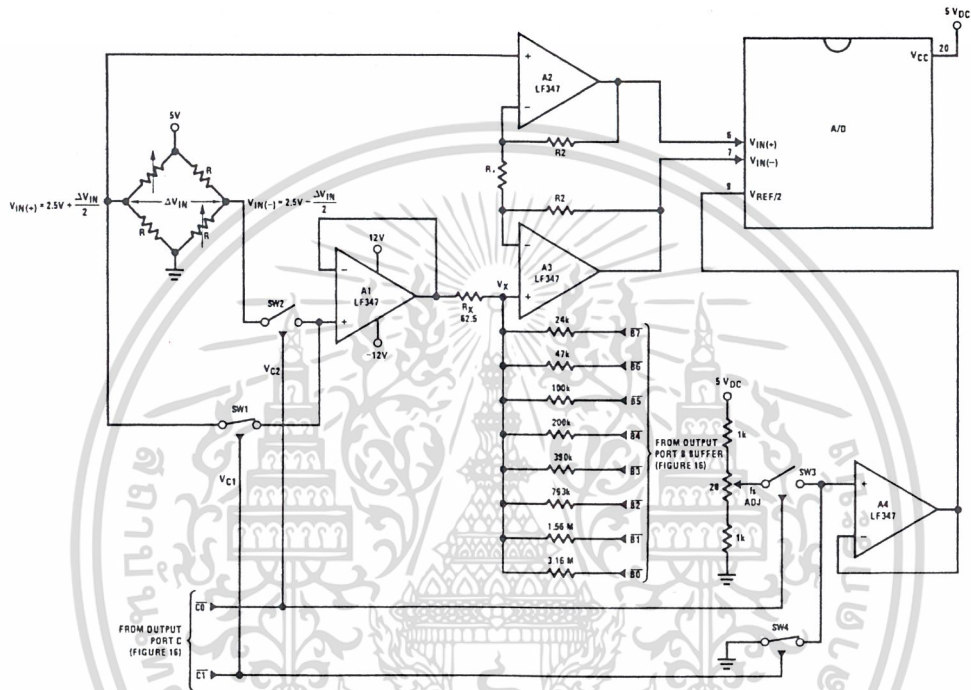 5 VDC
VCC
20
A/D
A2
LF347
R2
R2
6
VIN(+)
7
VIN(-)
9
VREF/2
5V
R
R
R
ΔVIN
VIN(+) = 2.5V + ΔVIN/2
VIN(-) = 2.5V - ΔVIN/2
SW2
12V
A1
LF347
-12V
RX
62.5
VX
A3
LF347
24k
B7
47k
B6
100k
B5
200k
B4
390k
B3
B2
1.56 M
B1
3.16 M
B0
FROM OUTPUT
PORT B BUFFER
(FIGURE 16)
VC2
SW1
VC1
5 VDC
1k
fs
ADJ
1k
SW3
A4
LF347
SW4
FROM OUTPUT
PORT C
(FIGURE 16)
C0
C1